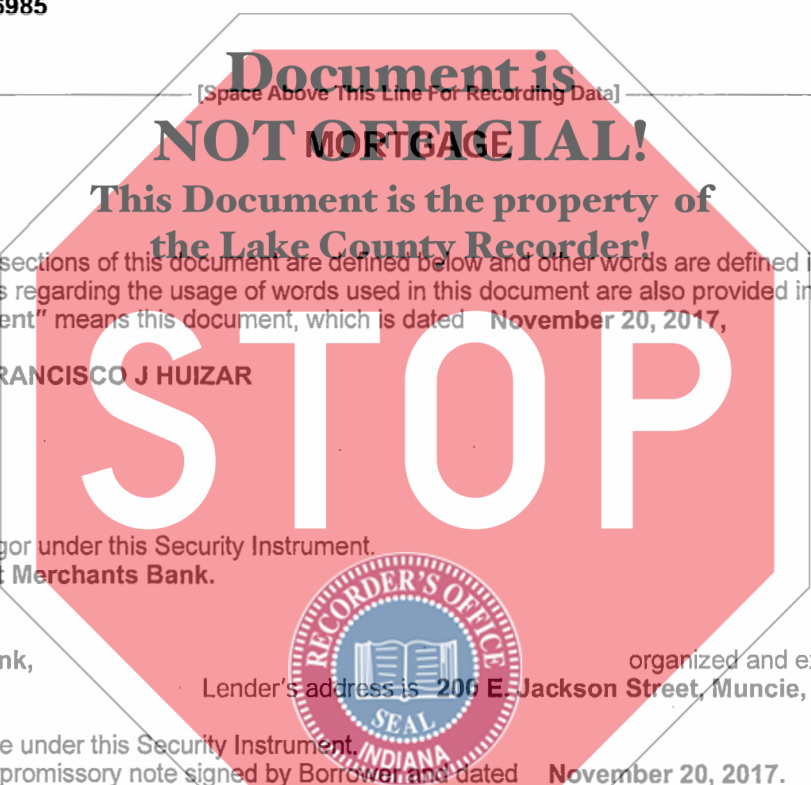 6985
Document is
[Space Above This Line For Recording Data]
NOT OFFICIAL!
MORTGAGE
This Document is the property of
the Lake County Recorder!
sections of this document are defined below and other words are defined i
s regarding the usage of words used in this document are also provided in
ent" means this document, which is dated November 20, 2017,
RANCISCO J HUIZAR
STOP
gor under this Security Instrument.
t Merchants Bank.
RECORDER'S OFFICE
nk, organized and e
Lender's address is 200 E. Jackson Street, Muncie,
SEAL
INDIANA
e under this Security Instrument.
promissory note signed by Borrower and dated November 20, 2017.